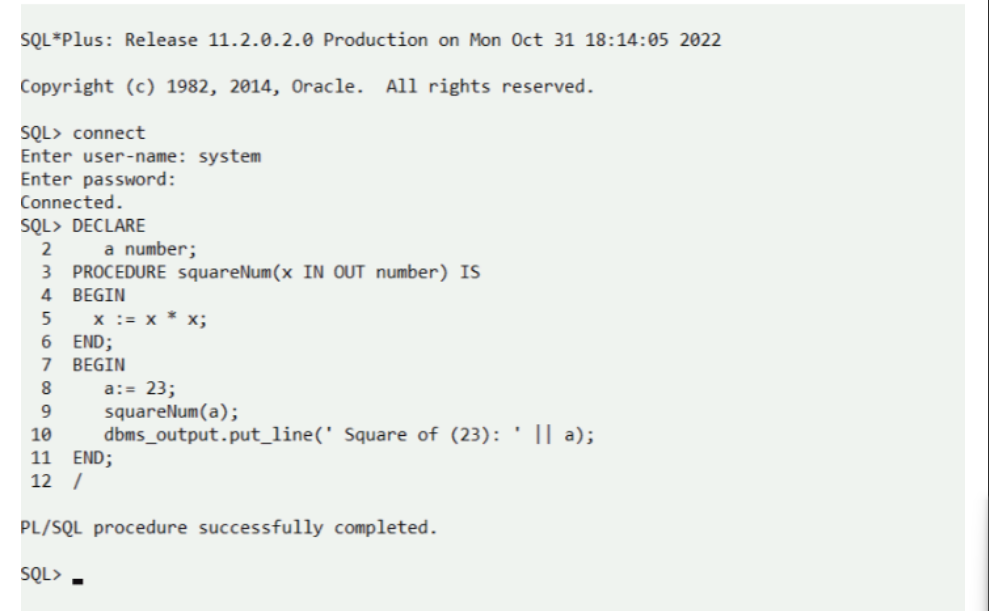 SQL*Plus: Release 11.2.0.2.0 Production on Mon Oct 31 18:14:05 2022
Copyright (c) 1982, 2014, Oracle.  All rights reserved.
SQL> connect
Enter user-name: system
Enter password:
Connected.
SQL> DECLARE
  2     a number;
  3  PROCEDURE squareNum(x IN OUT number) IS
  4  BEGIN
  5    x := x * x;
  6  END;
  7  BEGIN
  8     a:= 23;
  9     squareNum(a);
 10     dbms_output.put_line(' Square of (23): ' || a);
 11  END;
 12  /
PL/SQL procedure successfully completed.
SQL>